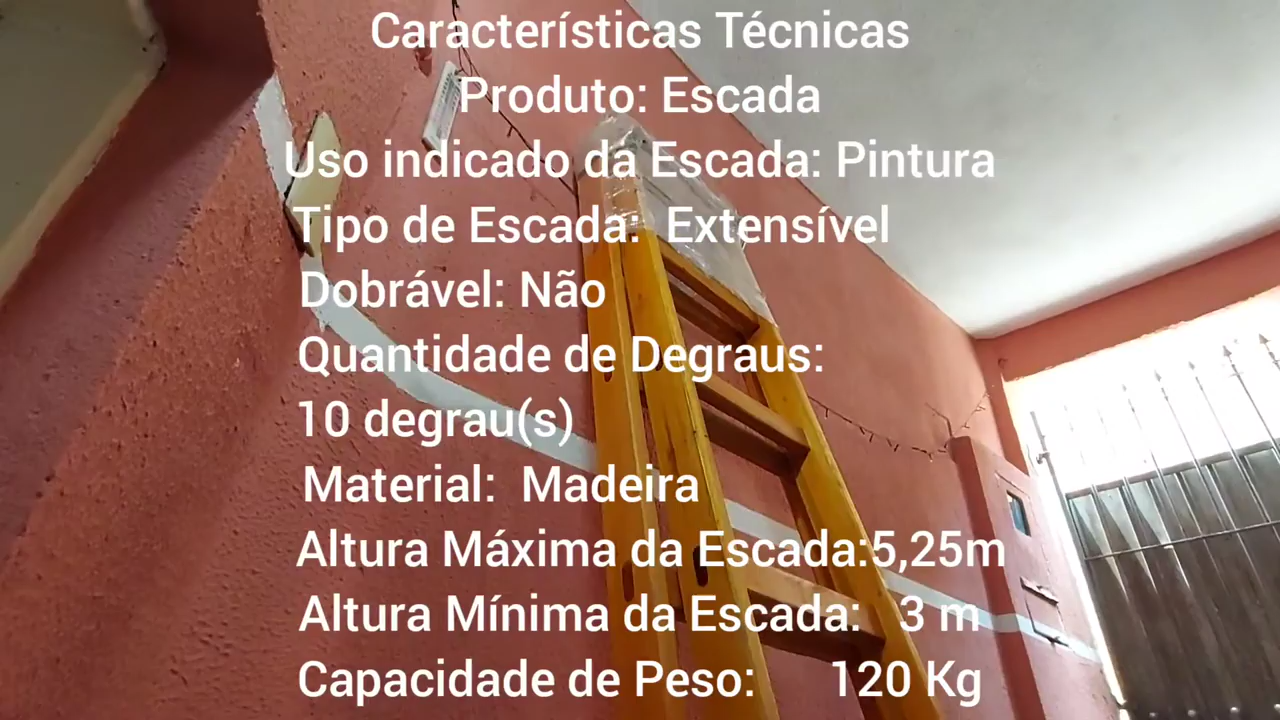 Características Técnicas
Produto: Escada
Uso indicado da Escada: Pintura
Tipo de Escada: Extensível
Dobrável: Não
Quantidade de Degraus:
10 degrau(s)
Material: Madeira
Altura Máxima da Escada:5,25m
Altura Mínima da Escada: 3 m
Capacidade de Peso: 120 Kg